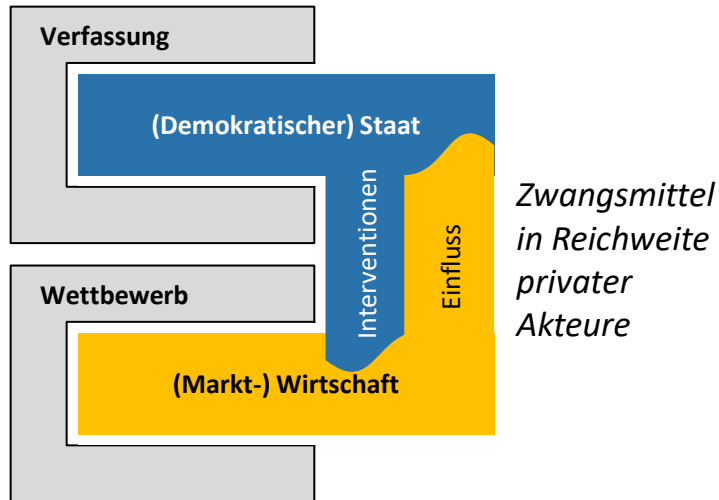 Verfassung
(Demokratischer) Staat
Interventionen
Einfluss
Zwangsmittel
in Reichweite
privater
Akteure
Wettbewerb
(Markt-) Wirtschaft